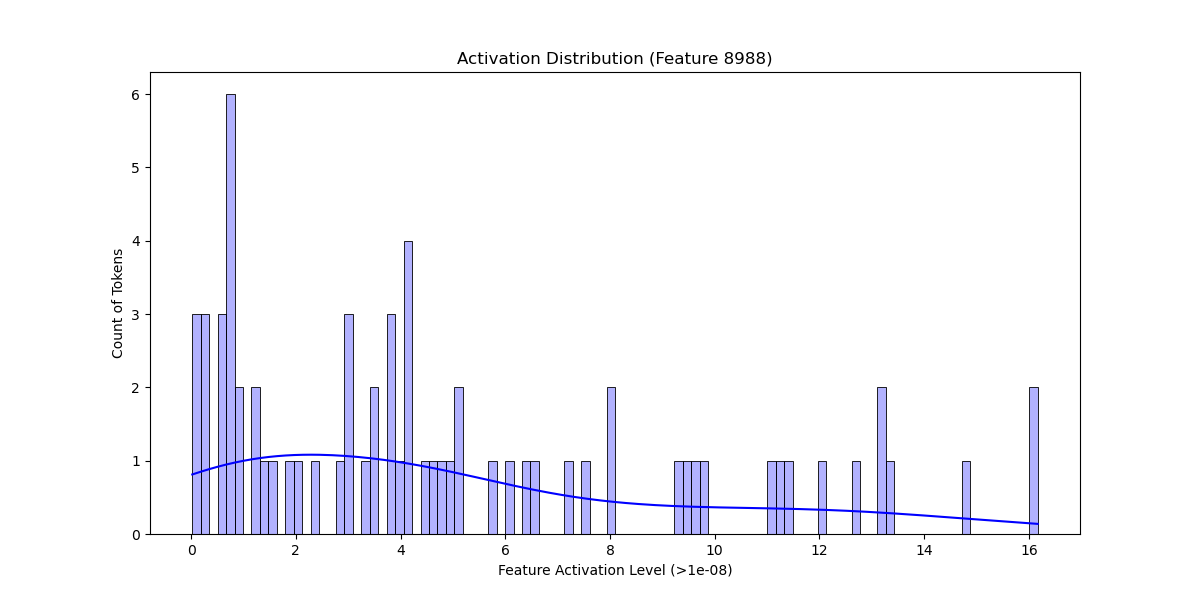 Activation Distribution (Feature 8988)
6
5
4
3
2
1
0
Count of Tokens
0 2 4 6 8 10 12 14 16
Feature Activation Level (>1e-08)